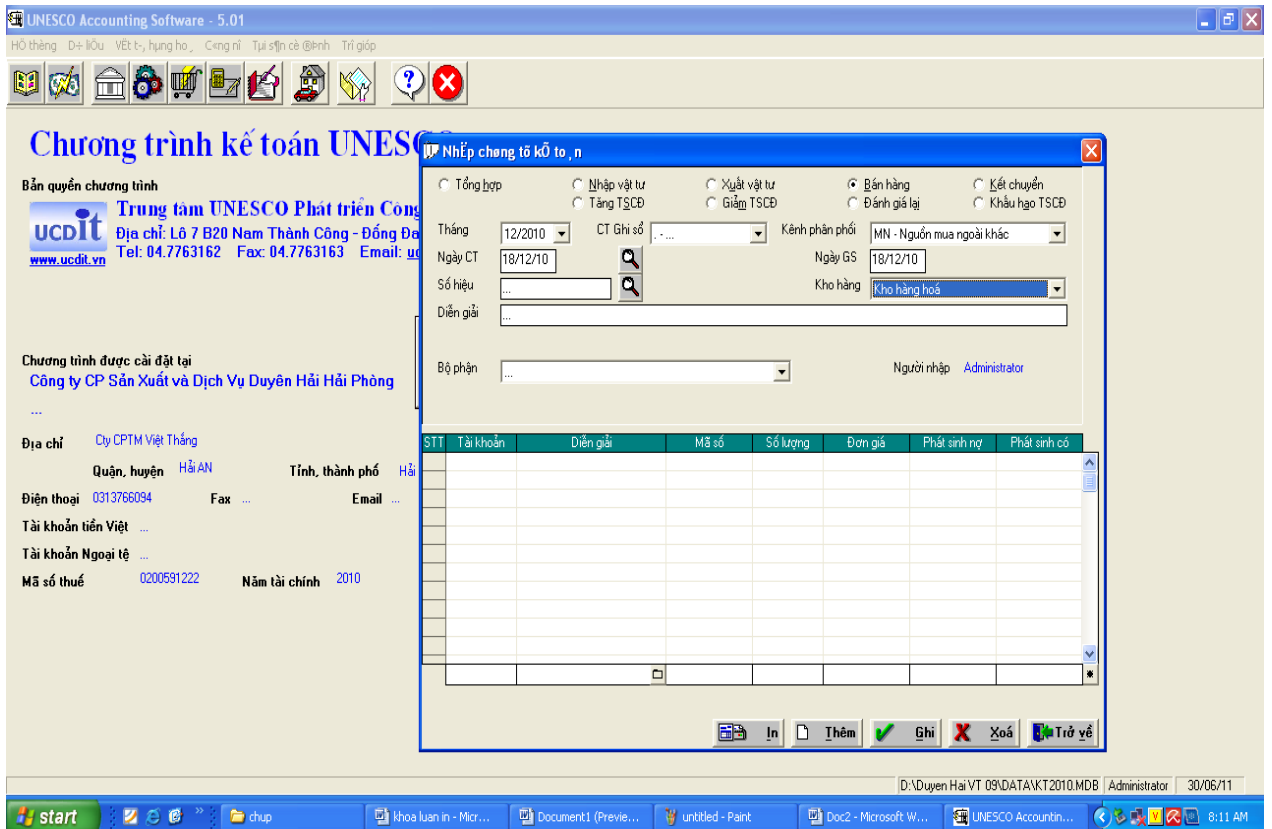 UNESCO Accounting Software - 5.01
HÖ thèng D÷ liÖu VËt t-, hµng ho¸ C«ng nî Tµi s¶n cè ®Þnh Trî gióp
Chương trình kế toán UNESCO
Bản quyền chương trình
Trung tâm UNESCO Phát triển Công
UCDIT
Địa chỉ: Lô 7 B20 Nam Thành Công - Đống Đa
www.ucdit.vn
Tel: 04.7763162 Fax: 04.7763163 Email: uc
Chương trình được cài đặt tại
Công ty CP Sản Xuất và Dịch Vụ Duyên Hải Hải Phòng
...
Địa chỉ Cty CPTM Việt Thắng
Quận, huyện Hải AN Tỉnh, thành phố Hải
Điện thoại 0313766094 Fax ... Email ...
Tài khoản tiền Việt ...
Tài khoản Ngoại tệ ...
Mã số thuế 0200591222 Năm tài chính 2010
NhËp chøng tõ kÕ to¸n
Tổng hợp Nhập vật tư Xuất vật tư Bán hàng Kết chuyển
Tăng TSCĐ Giảm TSCĐ Đánh giá lại Khấu hao TSCĐ
Tháng 12/2010 CT Ghi sổ . - ... Kênh phân phối MN - Nguồn mua ngoài khác
Ngày CT 18/12/10 Ngày GS 18/12/10
Số hiệu ... Kho hàng Kho hàng hoá
Diễn giải ...
Bộ phận ... Người nhập Administrator
STT Tài khoản Diễn giải Mã số Số lượng Đơn giá Phát sinh nợ Phát sinh có
In Thêm Ghi Xoá Trở về
D:\Duyen Hai VT 09\DATA\KT2010.MDB Administrator 30/06/11
start chup khoa luan in - Micr... Document1 (Previe... untitled - Paint Doc2 - Microsoft W... UNESCO Accountin... 8:11 AM